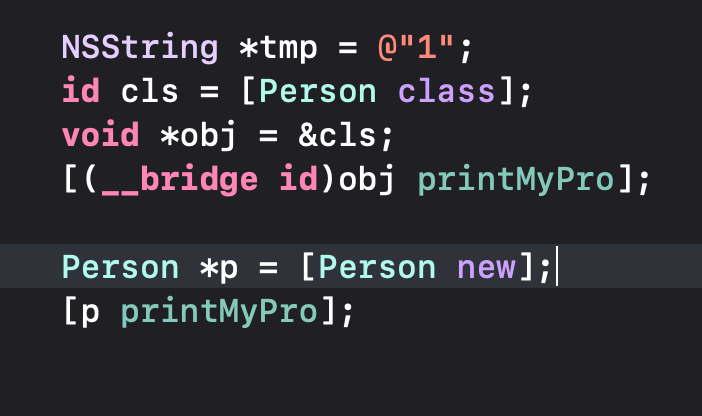 NSString *tmp = @"1";
id cls = [Person class];
void *obj = &cls;
[(__bridge id)obj printMyPro];
Person *p = [Person new];
[p printMyPro];